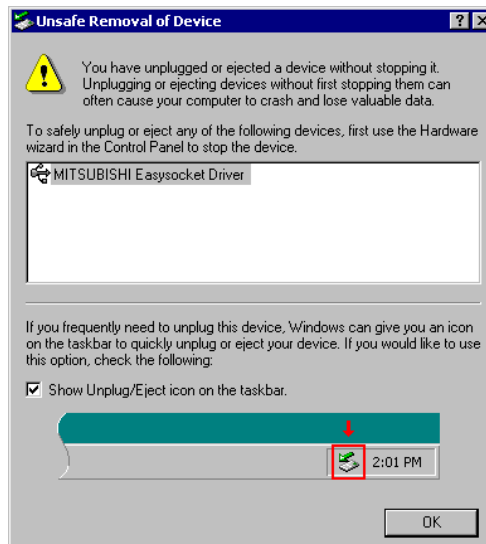 Unsafe Removal of Device
You have unplugged or ejected a device without stopping it.
Unplugging or ejecting devices without first stopping them can
often cause your computer to crash and lose valuable data.
To safely unplug or eject any of the following devices, first use the Hardware
wizard in the Control Panel to stop the device.
MITSUBISHI Easysocket Driver
If you frequently need to unplug this device, Windows can give you an icon
on the taskbar to quickly unplug or eject your device. If you would like to use
this option, check the following:
Show Unplug/Eject icon on the taskbar.
2:01 PM
OK